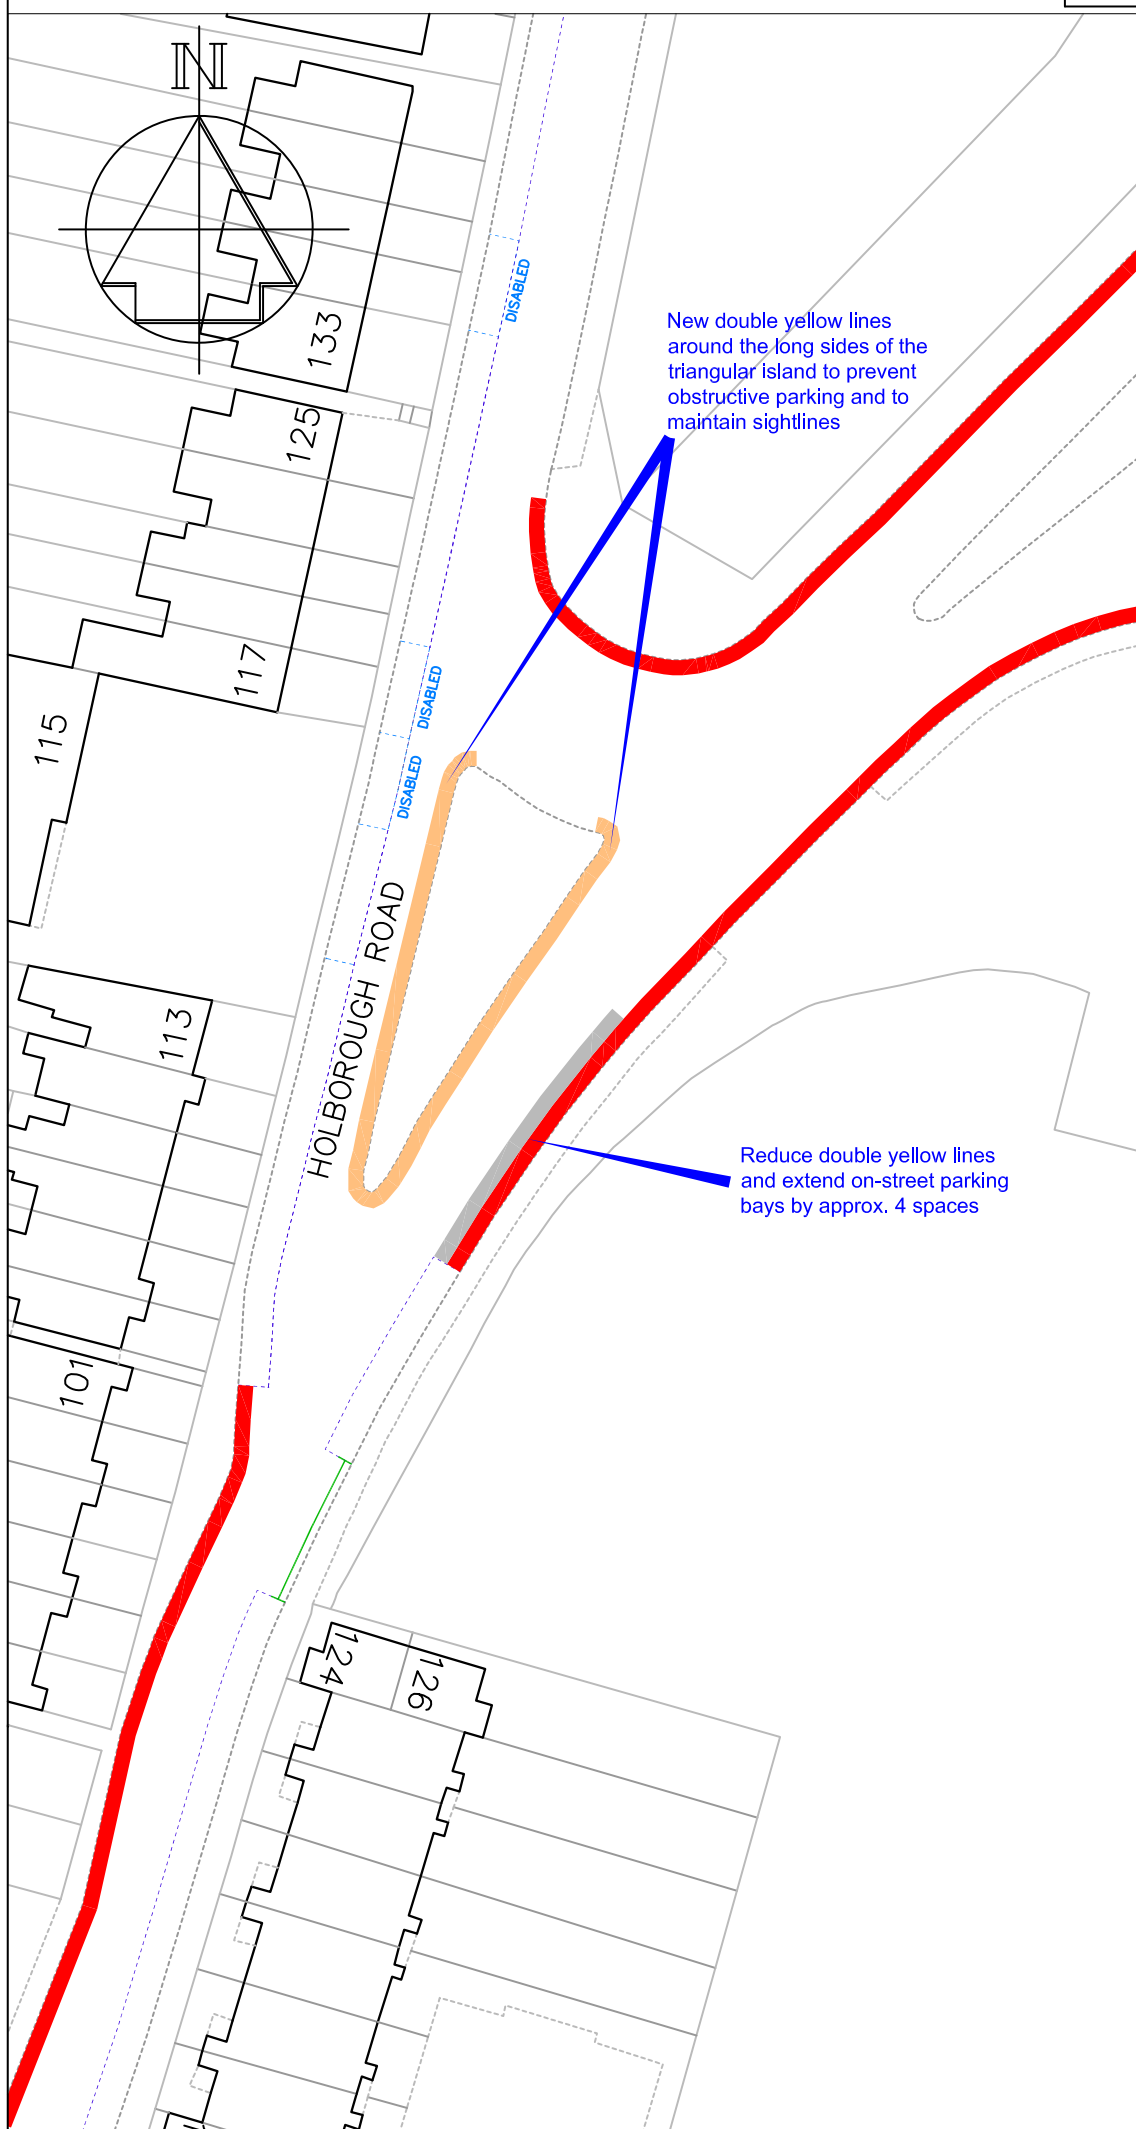 N
DISABLED
133
New double yellow lines
around the long sides of the
triangular island to prevent
obstructive parking and to
maintain sightlines
125
117
DISABLED
115
DISABLED
HOLBOROUGH ROAD
113
Reduce double yellow lines
and extend on-street parking
bays by approx. 4 spaces
101
124
126